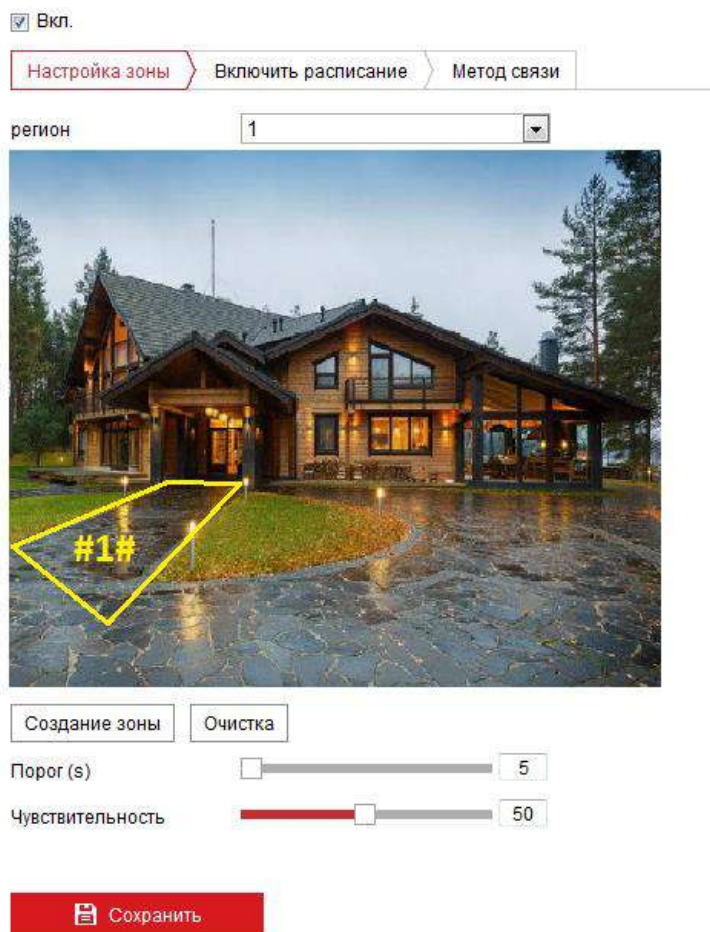 Вкл.
Настройка зоны Включить расписание Метод связи
регион 1
#1#
Создание зоны Очистка
Порог (s) 5
Чувствительность 50
Сохранить